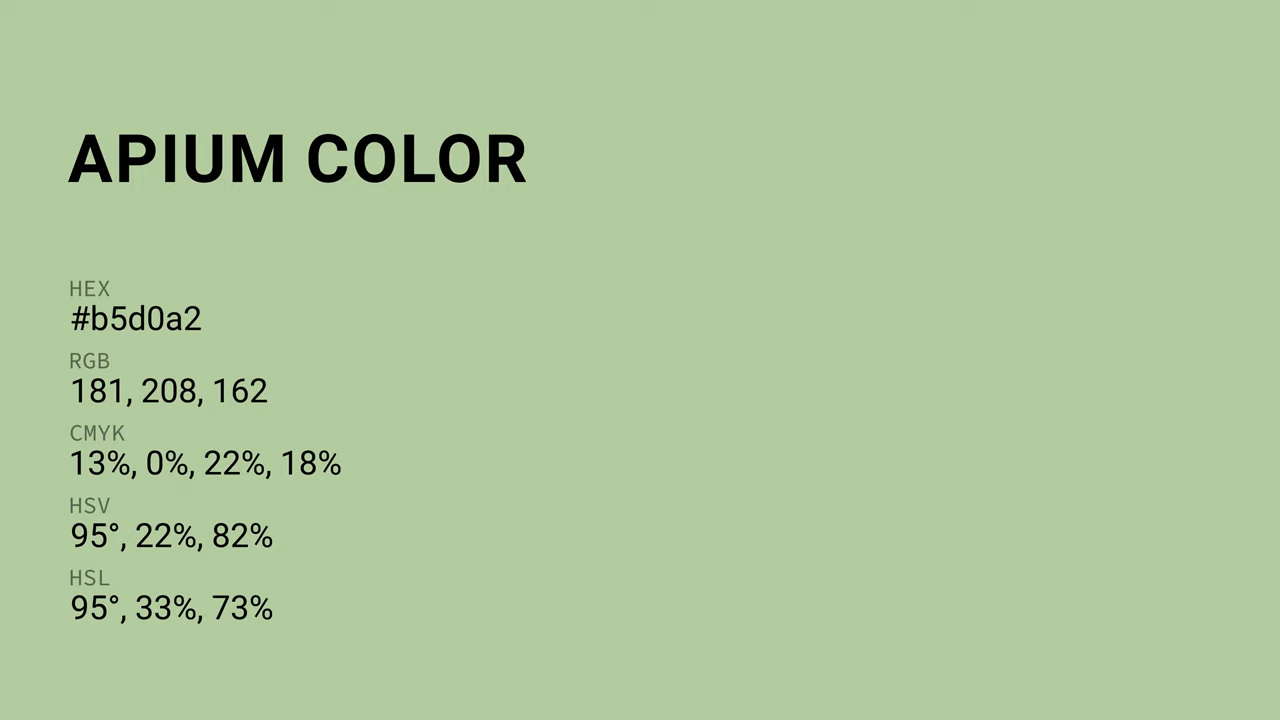 APIUM COLOR
HEX
#b5d0a2
RGB
181, 208, 162
CMYK
13%, 0%, 22%, 18%
HSV
95°, 22%, 82%
HSL
95°, 33%, 73%